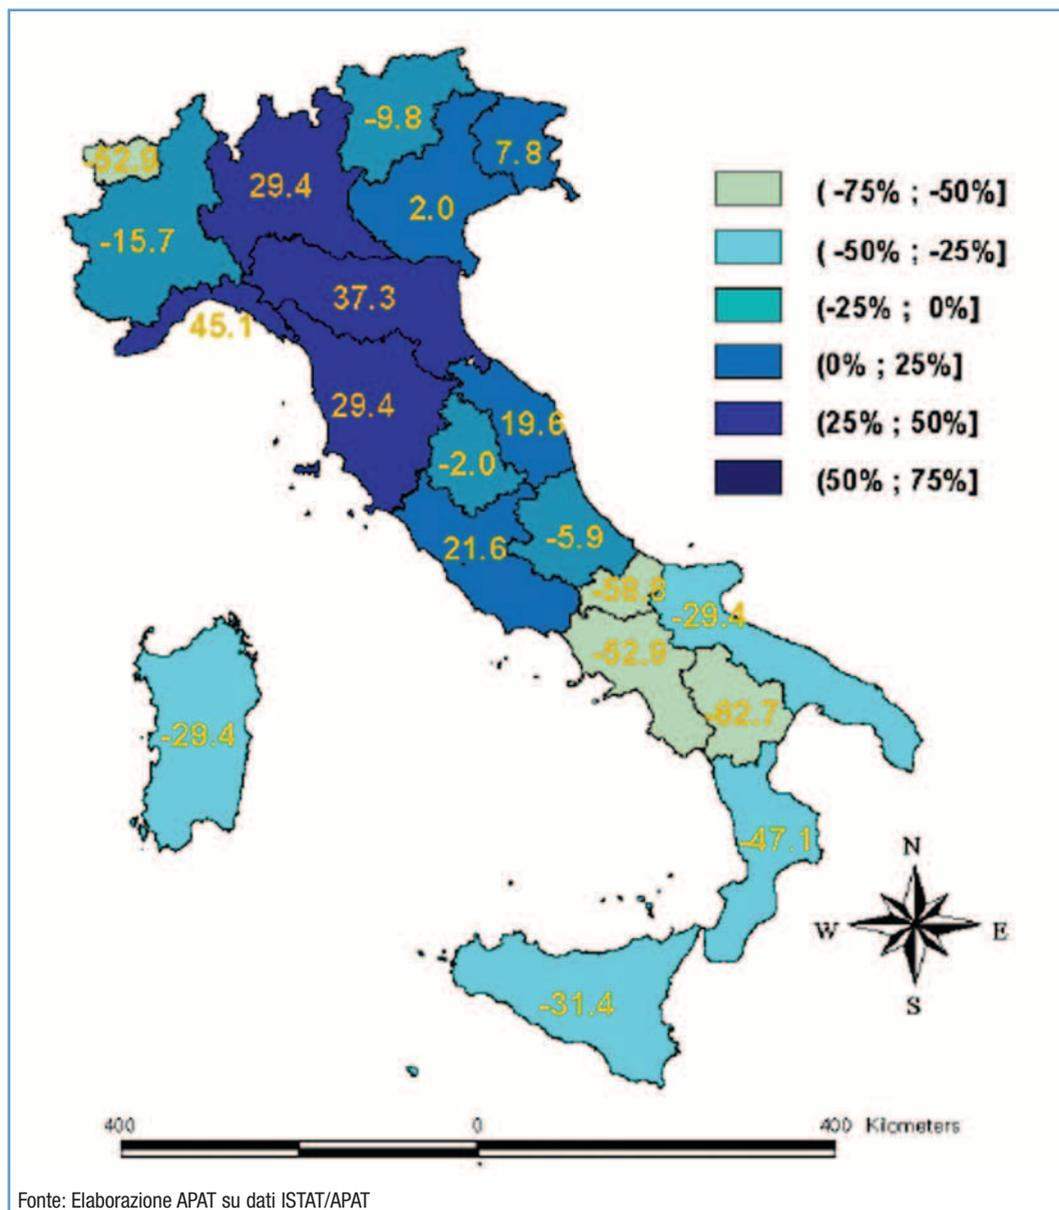 -9.8
7.8
-52.9
29.4
2.0
-15.7
37.3
45.1
29.4
19.6
-2.0
21.6
-5.9
-58.8
-29.4
-52.9
-62.7
-29.4
-47.1
-31.4
( -75% ; -50%]
( -50% ; -25%]
(-25% ; 0%]
(0% ; 25%]
(25% ; 50%]
(50% ; 75%]
N
W E
S
400 0 400 Kilometers
Fonte: Elaborazione APAT su dati ISTAT/APAT